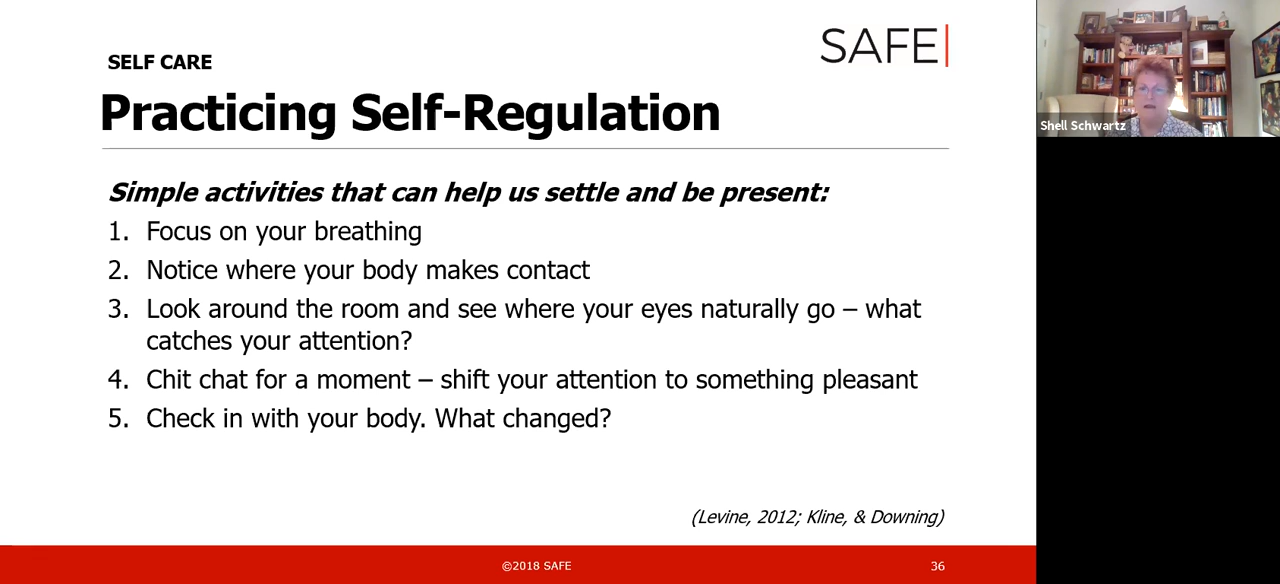 SAFE
SELF CARE
Practicing Self-Regulation
Simple activities that can help us settle and be present:
1. Focus on your breathing
2. Notice where your body makes contact
3. Look around the room and see where your eyes naturally go – what
catches your attention?
4. Chit chat for a moment – shift your attention to something pleasant
5. Check in with your body. What changed?
(Levine, 2012; Kline, & Downing)
©2018 SAFE
36
Shell Schwartz